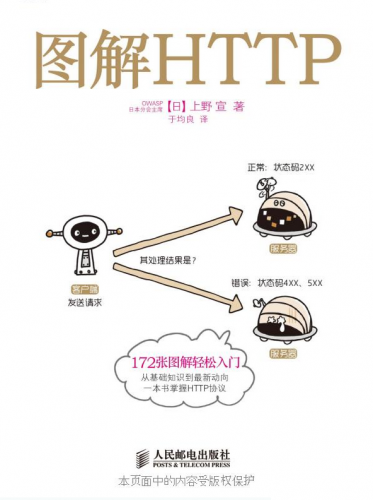 图解HTTP
OWASP
日本分会主席
【日】上野 宣 著
于均良 译
正常：状态码2XX
服务器
其处理结果是？
客户端
发送请求
错误：状态码4XX、5XX
服务器
172张图解轻松入门
从基础知识到最新动向
一本书掌握HTTP协议
人民邮电出版社
POSTS & TELECOM PRESS
本页面中的内容受版权保护